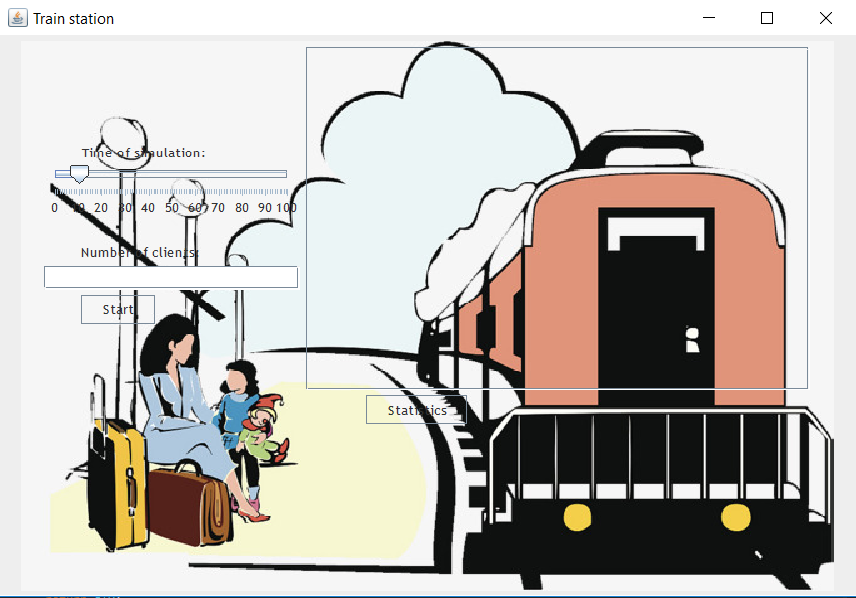 Train station
Time of simulation:
0 10 20 30 40 50 60 70 80 90 100
Number of clients:
Start
Statistics